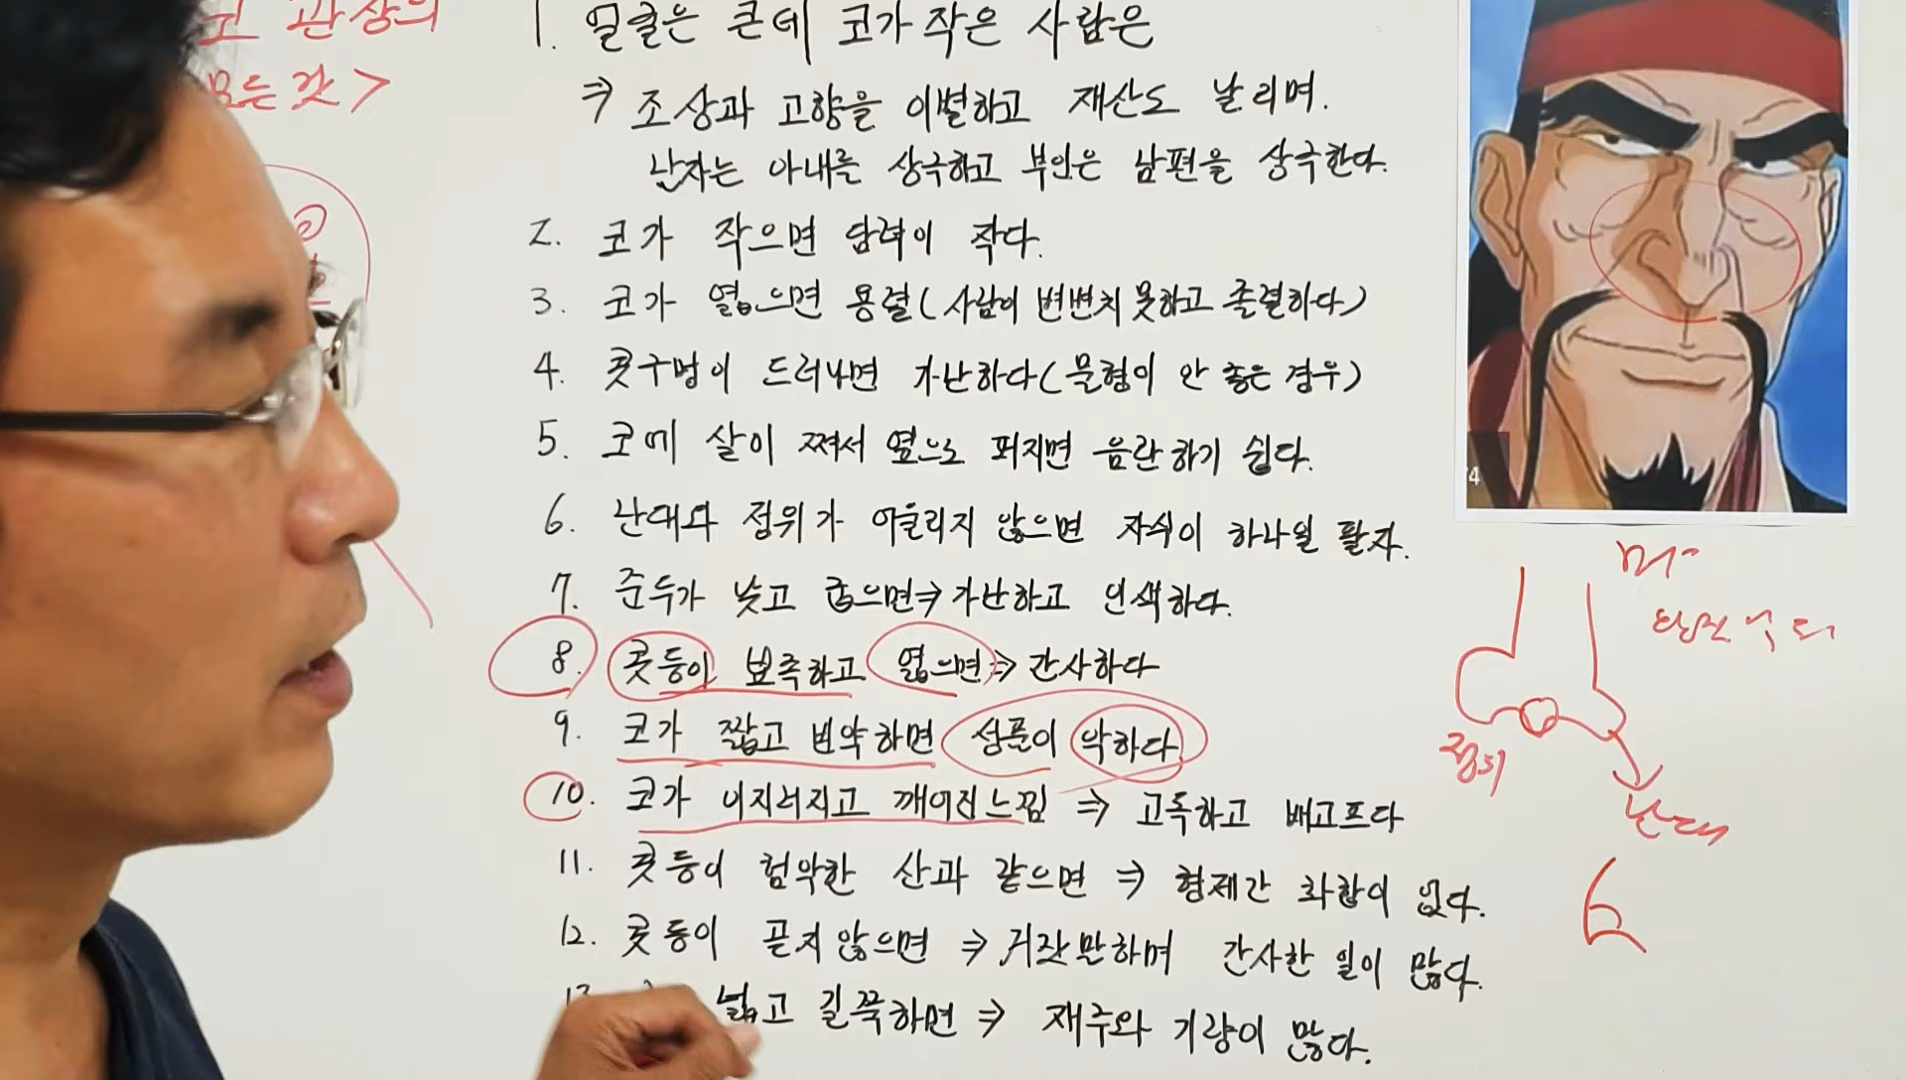 코 관상의
모든 것 >
1. 얼굴은 큰데 코가 작은 사람은
⇒ 조상과 고향을 이별하고 재산도 날리며.
남자는 아내를 상극하고 부인은 남편을 상극한다.
2. 코가 작으면 담력이 작다.
3. 코가 엷으면 용렬(사람이 변변치 못하고 졸렬하다)
4. 콧구멍이 드러나면 가난하다(문형이 안 좋은 경우)
5. 코에 살이 쪄서 옆으로 퍼지면 음란하기 쉽다.
6. 난대와 정위가 어울리지 않으면 자식이 하나일 팔자.
7. 준두가 낮고 굽으면⇒가난하고 인색하다.
8. 콧등이 뾰족하고 엷으면⇒간사하다
9. 코가 짧고 빈약하면 성품이 악하다
10. 코가 이지러지고 깨어진느낌 ⇒ 고독하고 배고프다
11. 콧등이 험악한 산과 같으면 ⇒ 형제간 화합이 없다.
12. 콧등이 곧지 않으면 ⇒ 거짓말하며 간사한 일이 많다.
넓고 길쭉하면 ⇒ 재주와 기량이 많다.
74
정위
난대
6